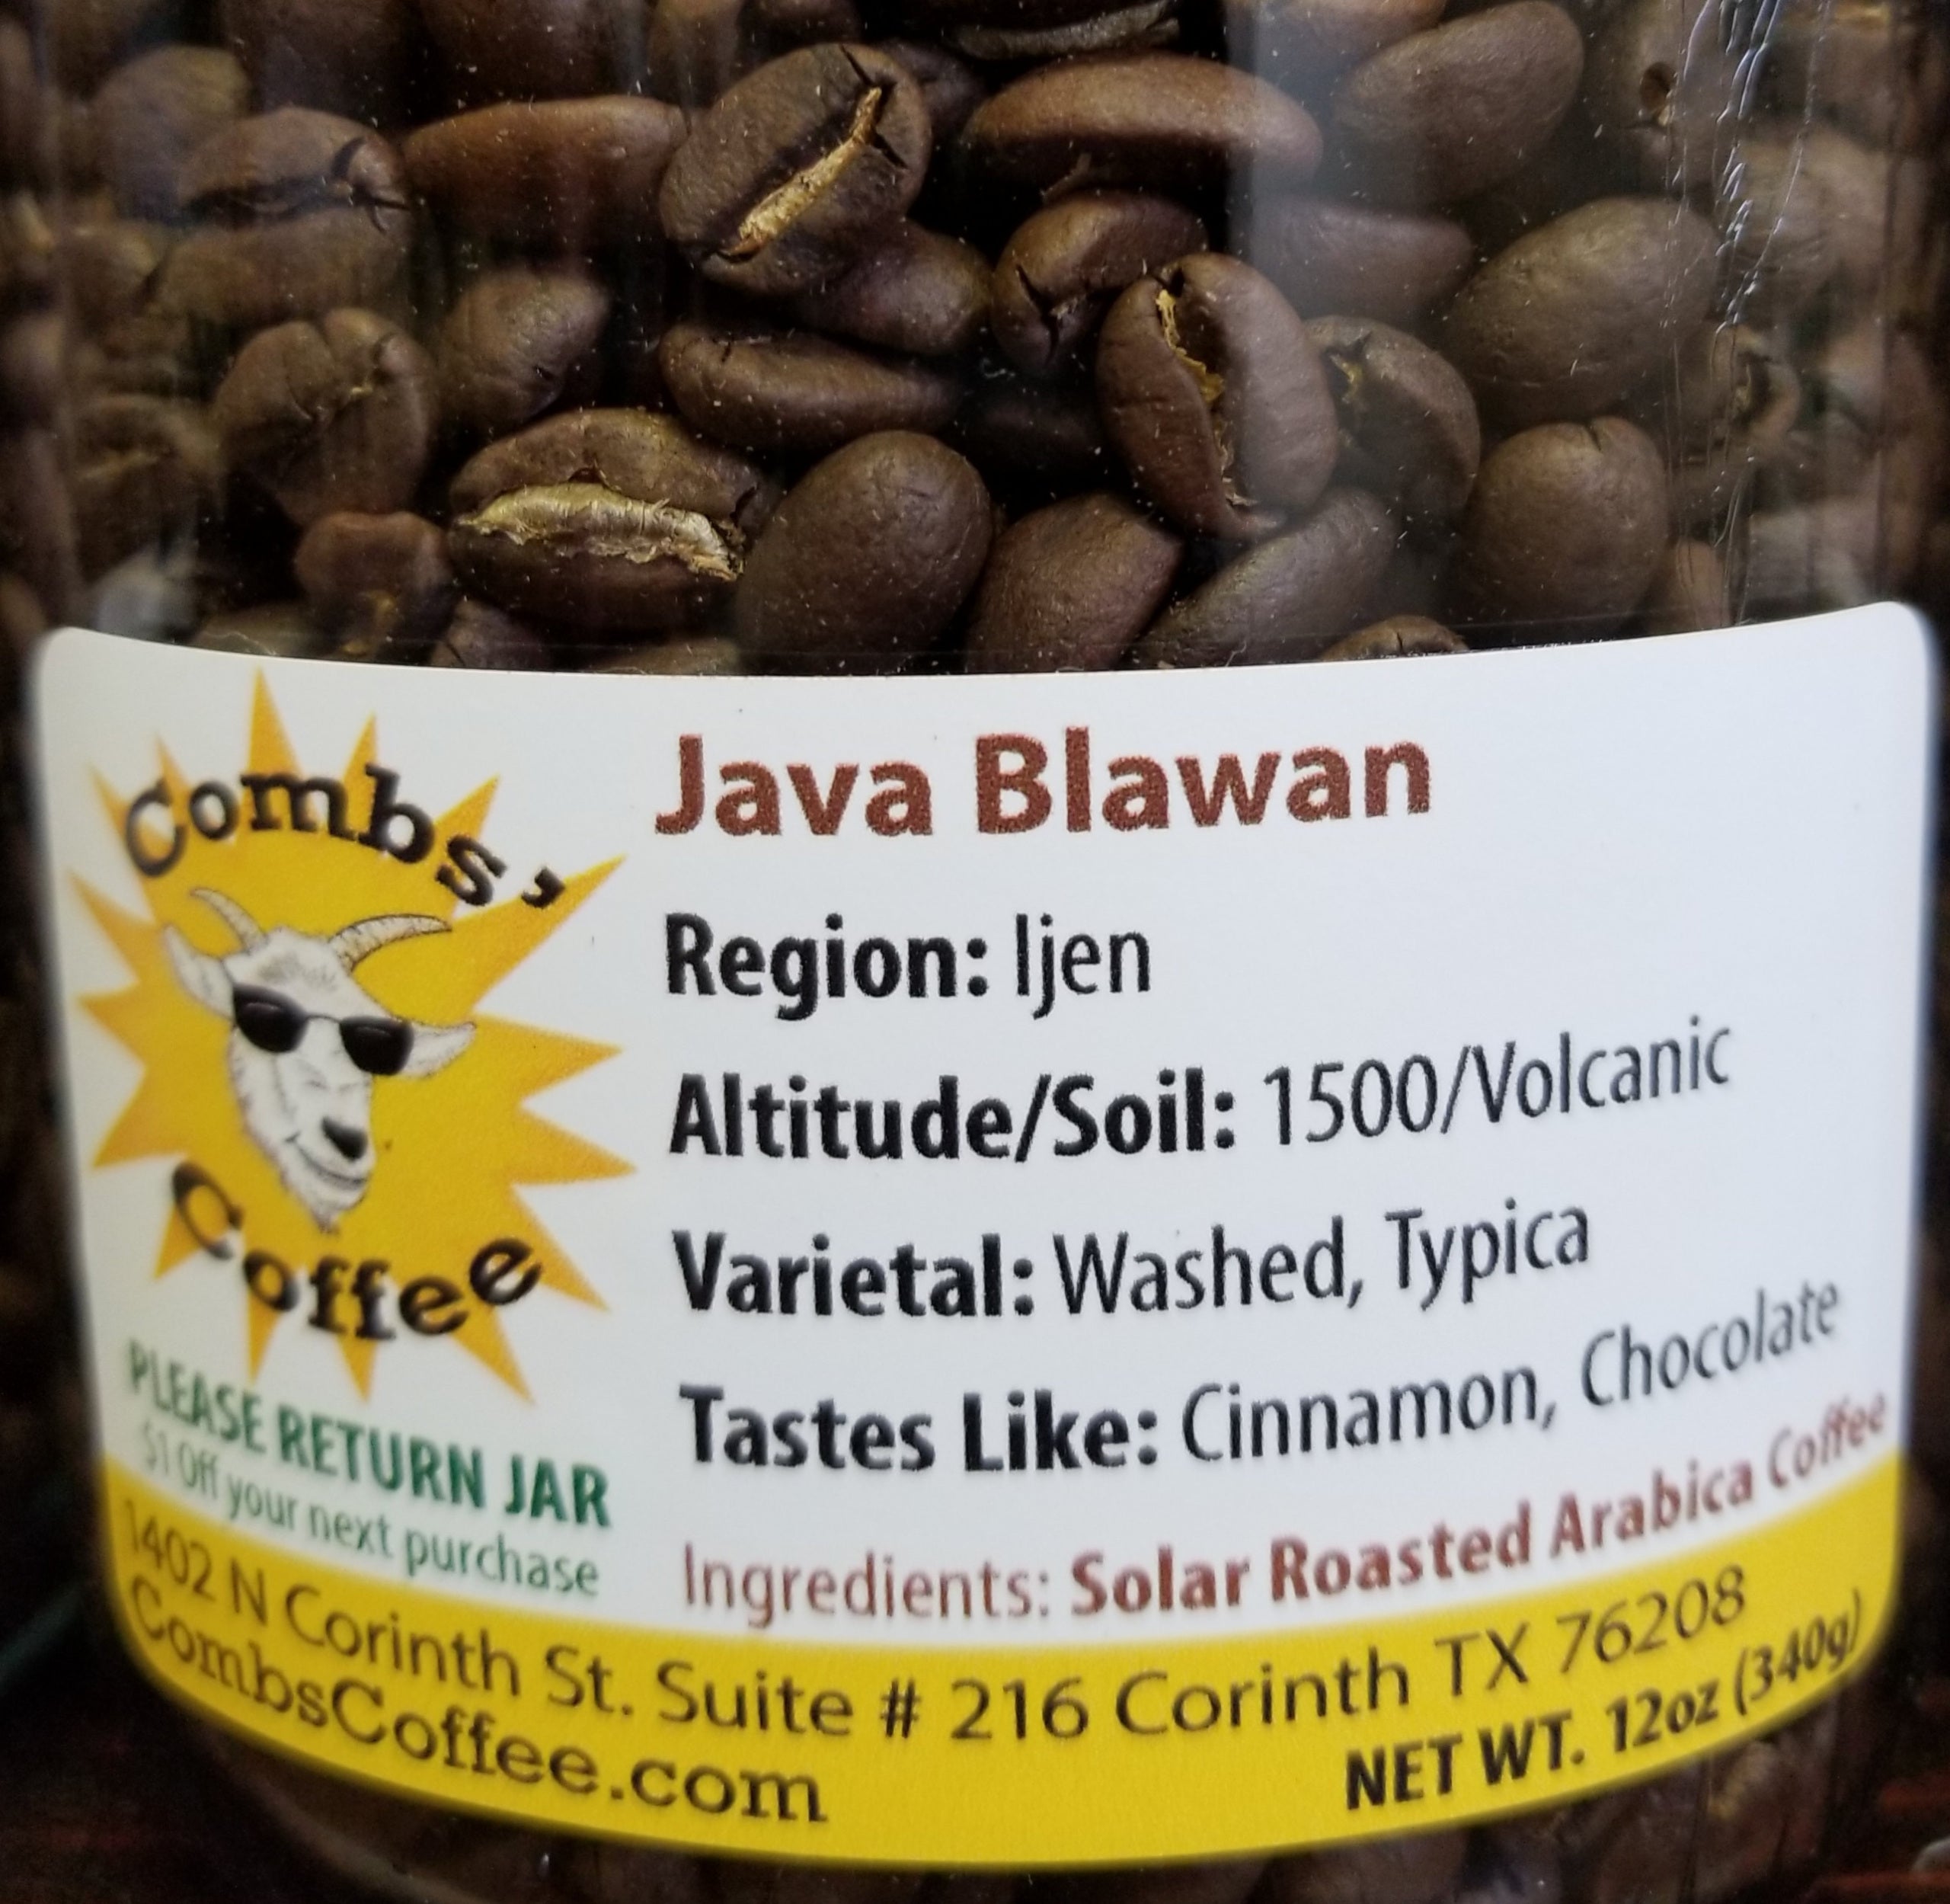 Combs'
Coffee
PLEASE RETURN JAR
$1 Off your next purchase
Java Blawan
Region: Ijen
Altitude/Soil: 1500/Volcanic
Varietal: Washed, Typica
Tastes Like: Cinnamon, Chocolate
Ingredients: Solar Roasted Arabica Coffee
1402 N Corinth St. Suite # 216 Corinth TX 76208
CombsCoffee.com
NET WT. 12oz (340g)